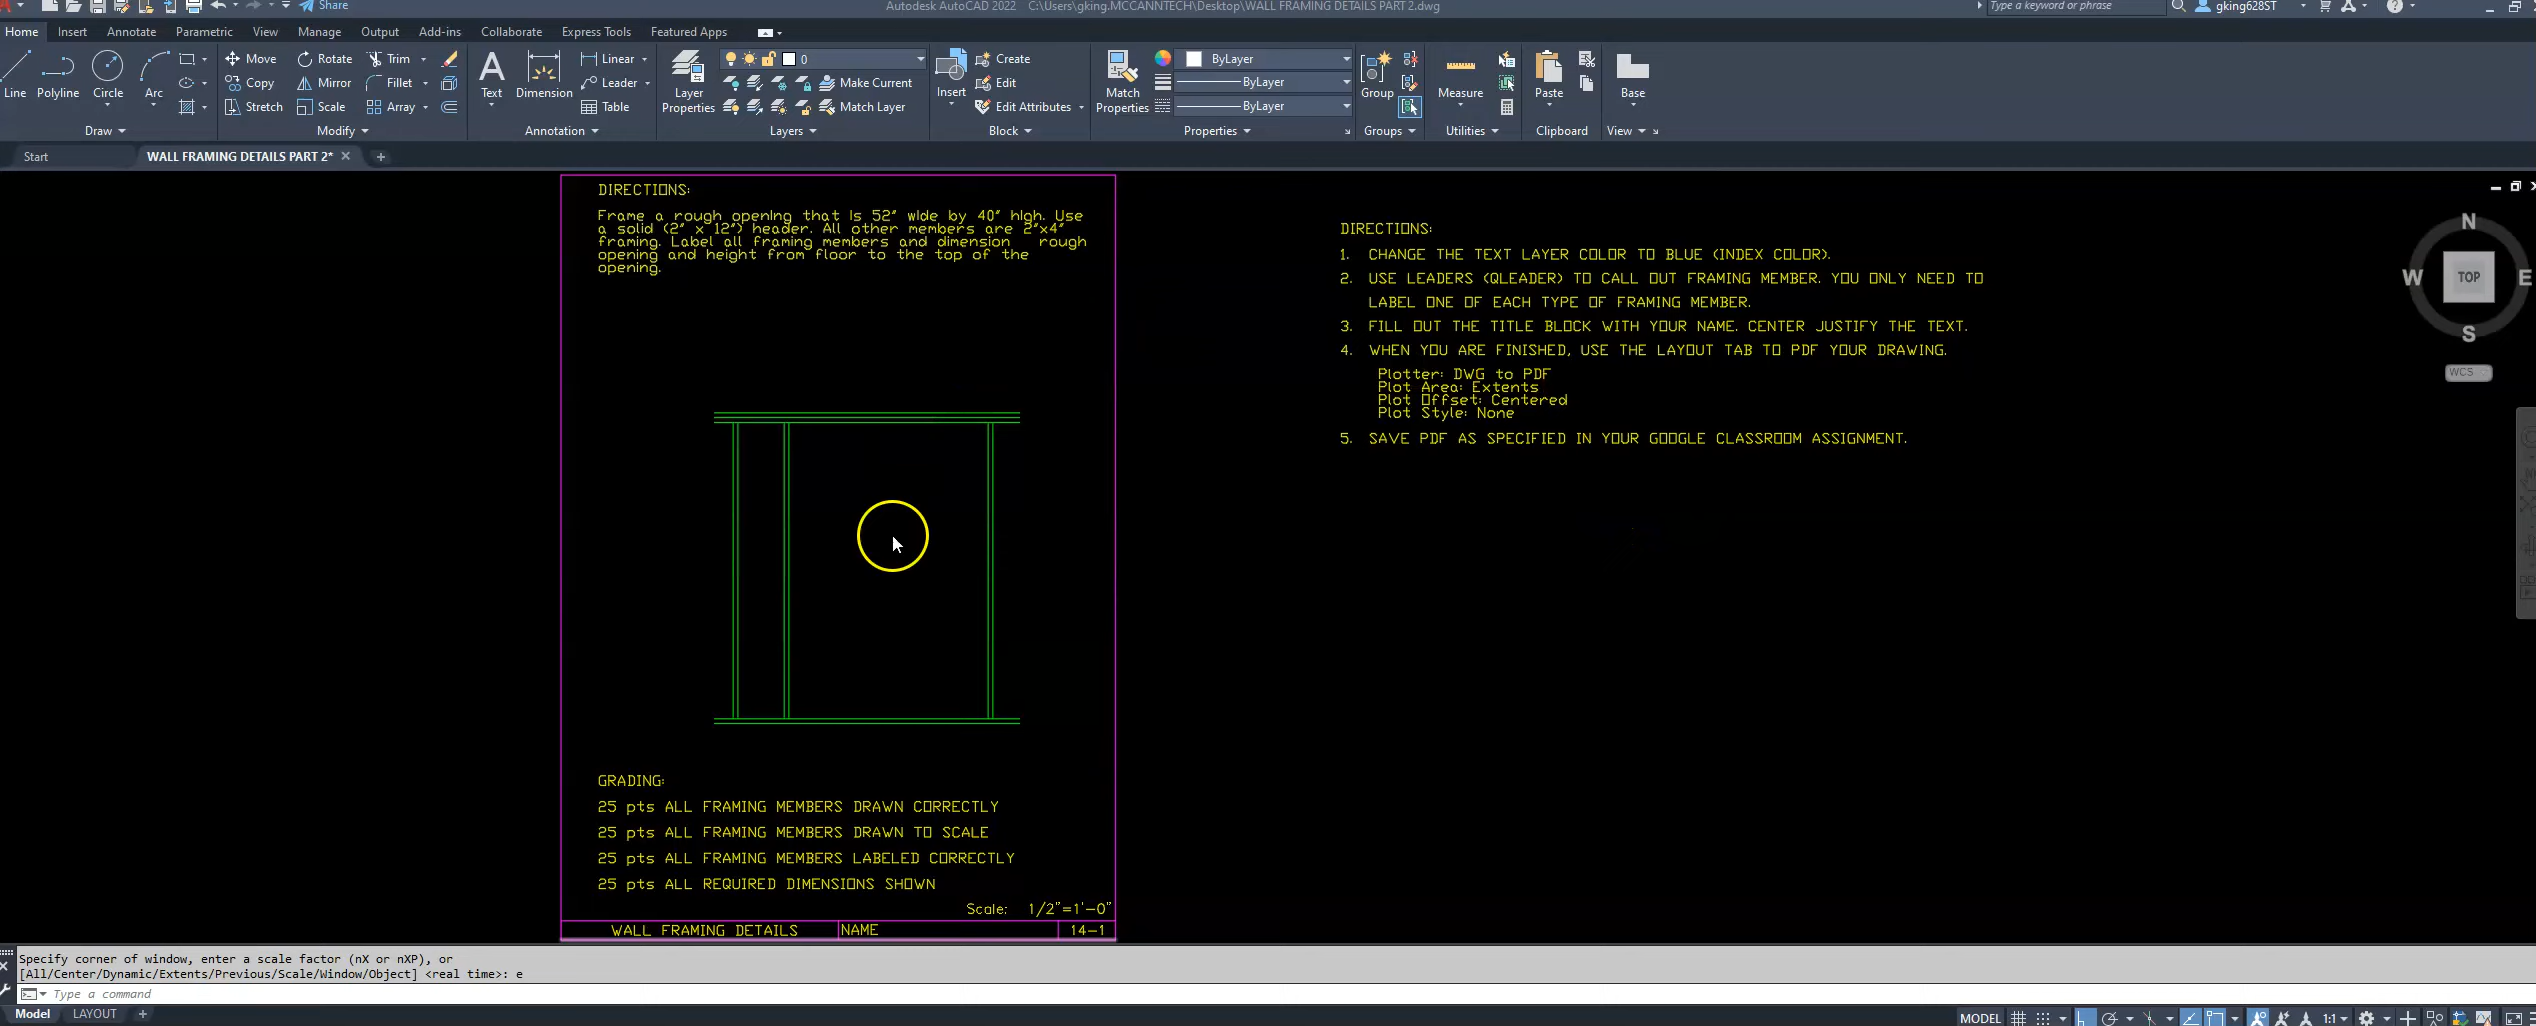 Share
Autodesk AutoCAD 2022 C:\Users\gking.MCCANNTECH\Desktop\WALL FRAMING DETAILS PART 2.dwg
Type a keyword or phrase
gking628ST
Home Insert Annotate Parametric View Manage Output Add-ins Collaborate Express Tools Featured Apps
Line Polyline Circle Arc
Draw
Move Rotate Trim
Copy Mirror Fillet
Stretch Scale Array
Modify
Text Dimension
Linear
Leader
Table
Annotation
Layer Properties
0
Make Current
Match Layer
Layers
Insert
Create
Edit
Edit Attributes
Block
Match Properties
ByLayer
ByLayer
ByLayer
Properties
Group
Groups
Measure
Utilities
Paste
Clipboard
Base
View
Start
WALL FRAMING DETAILS PART 2*
DIRECTIONS:
Frame a rough opening that is 52" wide by 40" high. Use
a solid (2" x 12") header. All other members are 2"x4"
framing. Label all framing members and dimension rough
opening and height from floor to the top of the
opening.
GRADING:
25 pts ALL FRAMING MEMBERS DRAWN CORRECTLY
25 pts ALL FRAMING MEMBERS DRAWN TO SCALE
25 pts ALL FRAMING MEMBERS LABELED CORRECTLY
25 pts ALL REQUIRED DIMENSIONS SHOWN
Scale: 1/2"=1'-0"
WALL FRAMING DETAILS NAME 14-1
DIRECTIONS:
1. CHANGE THE TEXT LAYER COLOR TO BLUE (INDEX COLOR).
2. USE LEADERS (QLEADER) TO CALL OUT FRAMING MEMBER. YOU ONLY NEED TO
LABEL ONE OF EACH TYPE OF FRAMING MEMBER.
3. FILL OUT THE TITLE BLOCK WITH YOUR NAME. CENTER JUSTIFY THE TEXT.
4. WHEN YOU ARE FINISHED, USE THE LAYOUT TAB TO PDF YOUR DRAWING.
Plotter: DWG to PDF
Plot Area: Extents
Plot Offset: Centered
Plot Style: None
5. SAVE PDF AS SPECIFIED IN YOUR GOOGLE CLASSROOM ASSIGNMENT.
N
W TOP E
S
WCS
Specify corner of window, enter a scale factor (nX or nXP), or
[All/Center/Dynamic/Extents/Previous/Scale/Window/Object] <real time>: e
Type a command
Model LAYOUT
MODEL 1:1